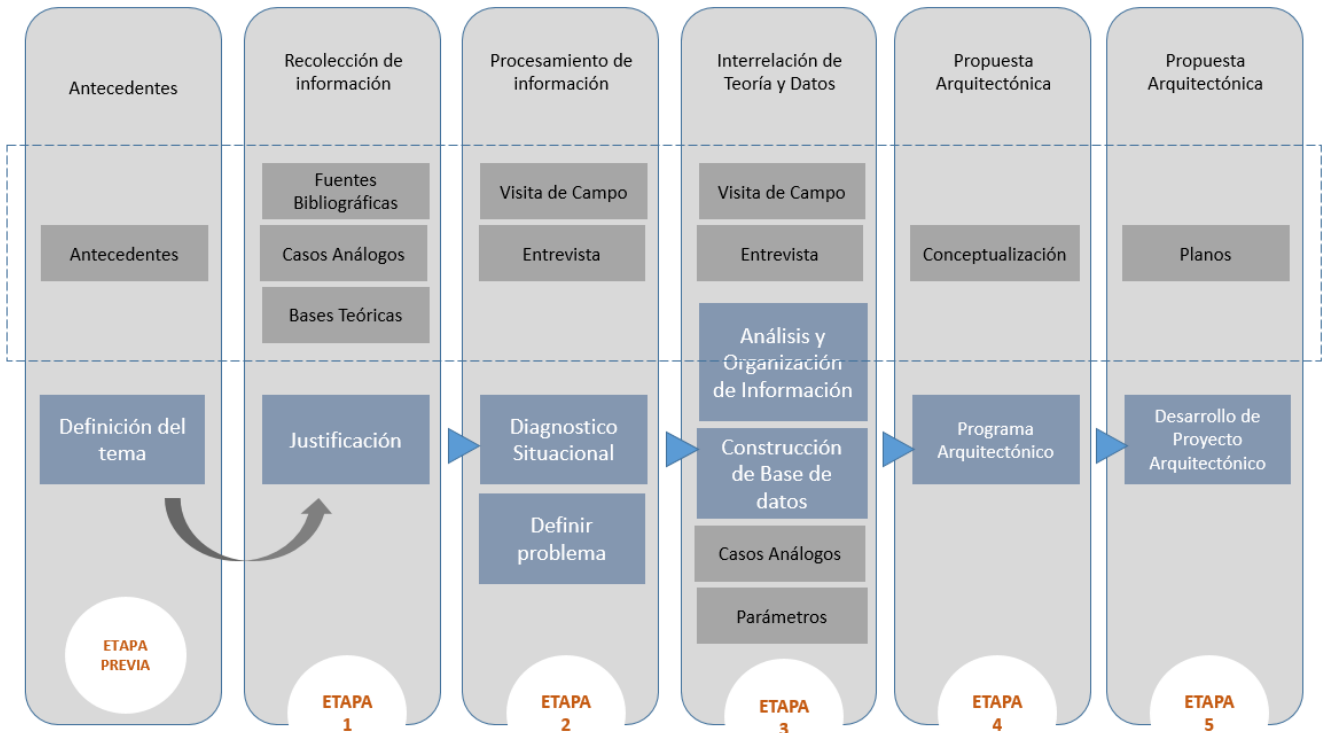 Antecedentes
Antecedentes
Definición del
tema
ETAPA
PREVIA
Recolección de
información
Fuentes
Bibliográficas
Casos Análogos
Bases Teóricas
Justificación
ETAPA
1
Procesamiento de
información
Visita de Campo
Entrevista
Diagnostico
Situacional
Definir
problema
ETAPA
2
Interrelación de
Teoría y Datos
Visita de Campo
Entrevista
Análisis y
Organización
de Información
Construcción
de Base de
datos
Casos Análogos
Parámetros
ETAPA
3
Propuesta
Arquitectónica
Conceptualización
Programa
Arquitectónico
ETAPA
4
Propuesta
Arquitectónica
Planos
Desarrollo de
Proyecto
Arquitectónico
ETAPA
5